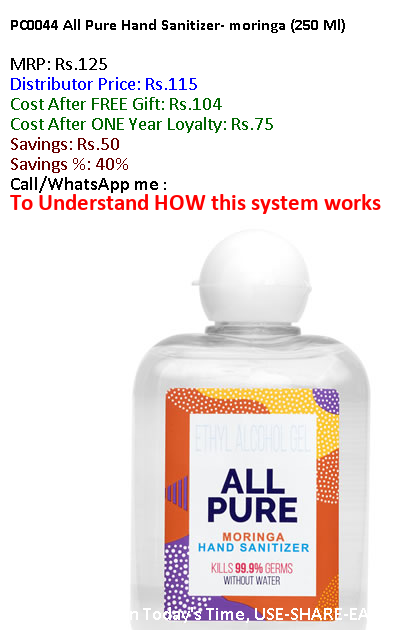 PC0044 All Pure Hand Sanitizer- moringa (250 Ml)
MRP: Rs.125
Distributor Price: Rs.115
Cost After FREE Gift: Rs.104
Cost After ONE Year Loyalty: Rs.75
Savings: Rs.50
Savings %: 40%
Call/WhatsApp me :
To Understand HOW this system works
ETHYL ALCOHOL GEL
ALL
PURE
MORINGA
HAND SANITIZER
KILLS 99.9% GERMS
WITHOUT WATER
Today's Time, USE-SHARE-EA